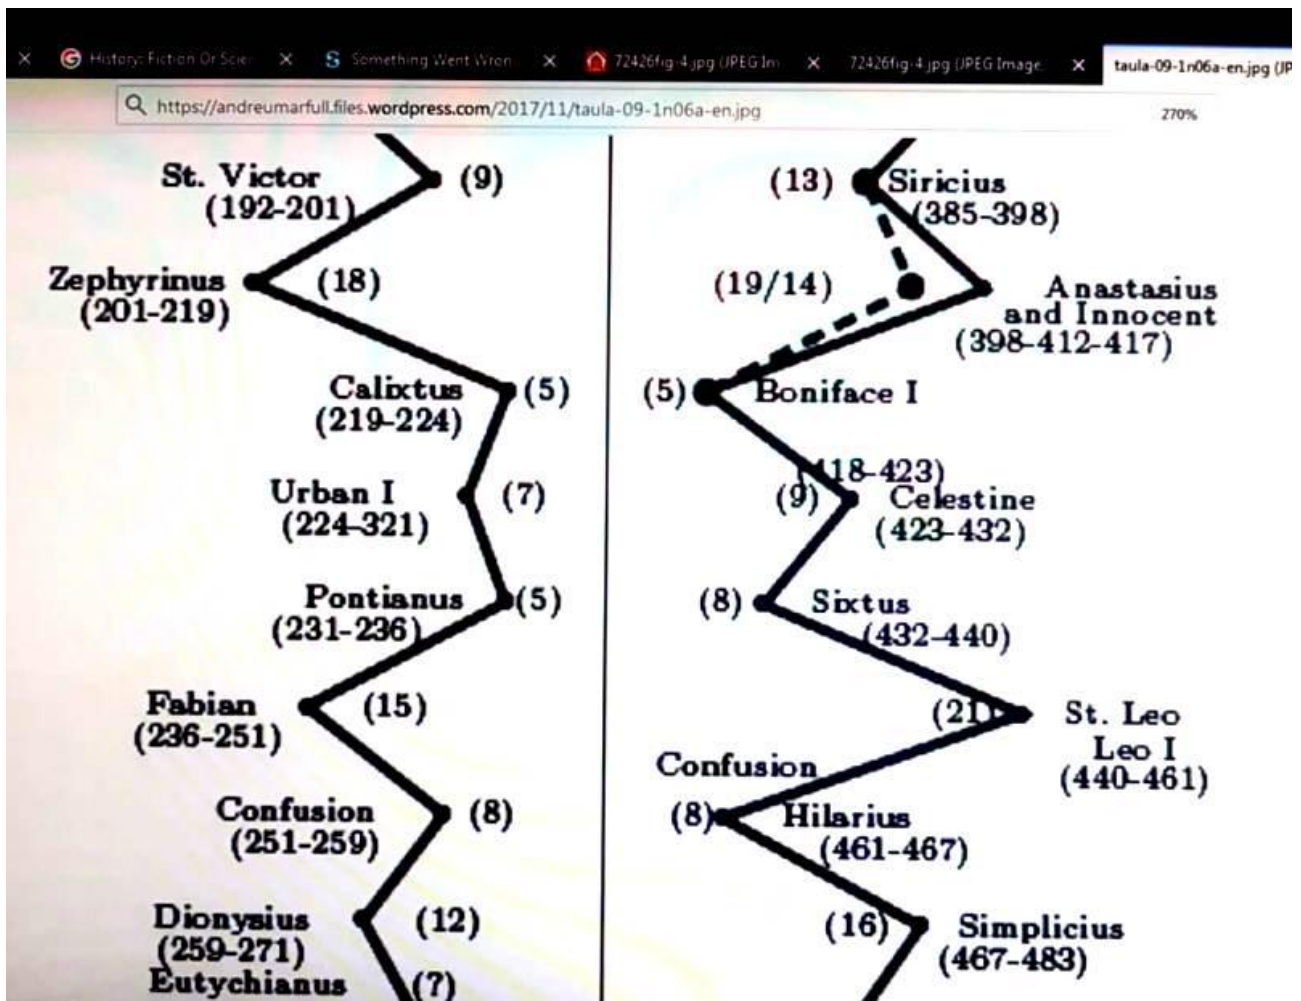 History: Fiction Or Scie
Something Went Wron
72426fig-4.jpg (JPEG Im
72426fig-4.jpg (JPEG Image
taula-09-1n06a-en.jpg (JP
https://andreumarfull.files.wordpress.com/2017/11/taula-09-1n06a-en.jpg
270%
St. Victor
(192-201)
(9)
Zephyrinus
(201-219)
(18)
Calixtus
(219-224)
(5)
Urban I
(224-321)
(7)
Pontianus
(231-236)
(5)
Fabian
(236-251)
(15)
Confusion
(251-259)
(8)
Dionysius
(259-271)
(12)
Eutychianus
(7)
(13)
Siricius
(385-398)
(19/14)
Anastasius
and Innocent
(398-412-417)
(5)
Boniface I
(418-423)
(9)
Celestine
(423-432)
(8)
Sixtus
(432-440)
(21)
St. Leo
Leo I
(440-461)
Confusion
(8)
Hilarius
(461-467)
(16)
Simplicius
(467-483)